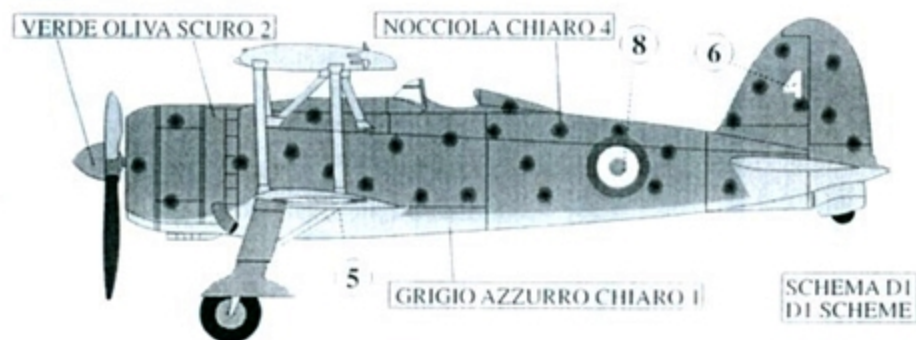 VERDE OLIVA SCURO 2
NOCCIOLA CHIARO 4
8
6
4
5
GRIGIO AZZURRO CHIARO 1
SCHEMA D1
D1 SCHEME